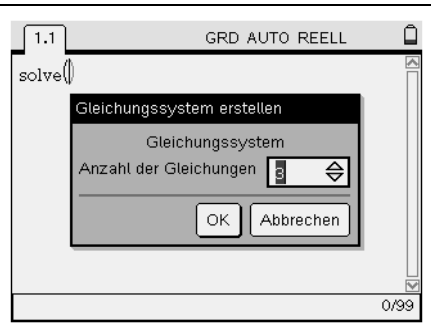 1.1 GRD AUTO REELL
solve()
Gleichungssystem erstellen
Gleichungssystem
Anzahl der Gleichungen 3
OK Abbrechen
0/99